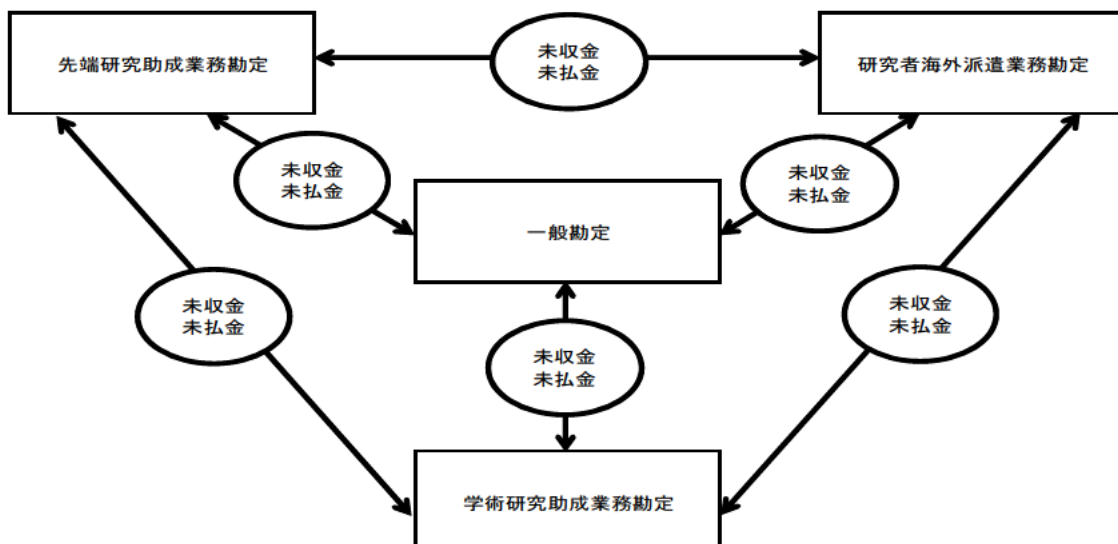 先端研究助成業務勘定
未収金
未払金
研究者海外派遣業務勘定
未収金
未払金
未収金
未払金
一般勘定
未収金
未払金
未収金
未払金
未収金
未払金
学術研究助成業務勘定